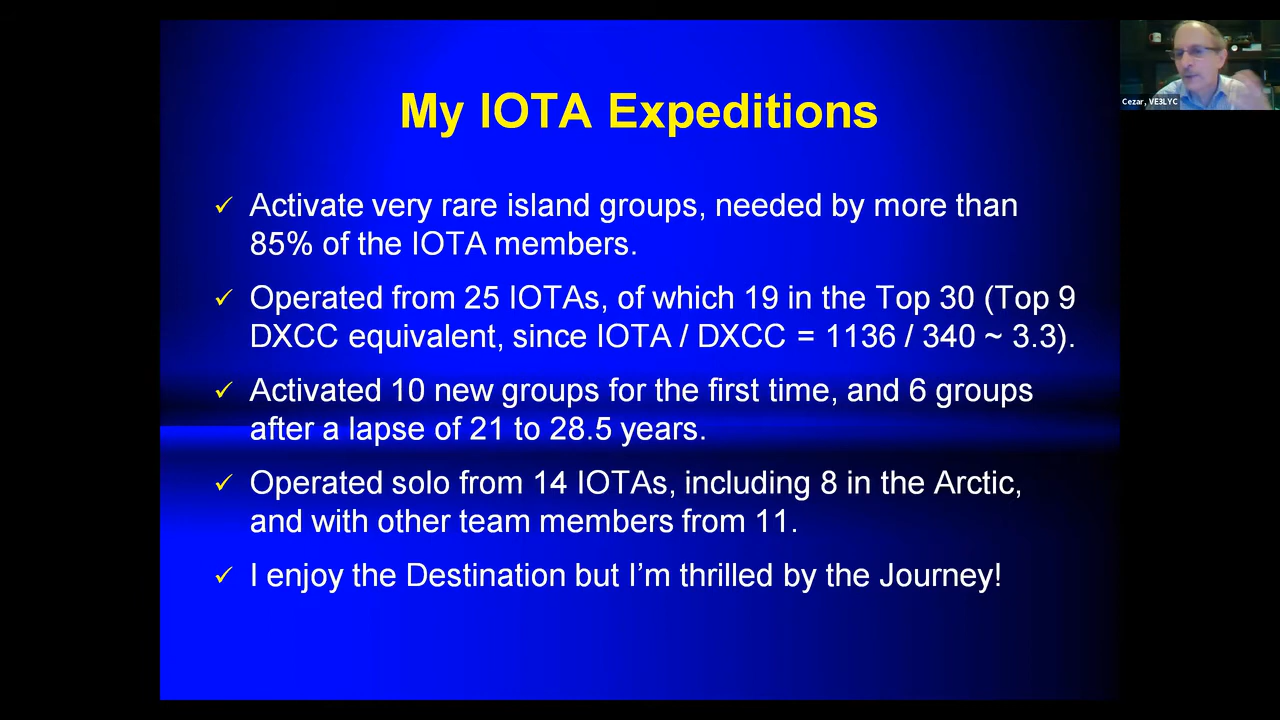 My IOTA Expeditions
Cezar, VE3LYC
✓ Activate very rare island groups, needed by more than
85% of the IOTA members.
✓ Operated from 25 IOTAs, of which 19 in the Top 30 (Top 9
DXCC equivalent, since IOTA / DXCC = 1136 / 340 ~ 3.3).
✓ Activated 10 new groups for the first time, and 6 groups
after a lapse of 21 to 28.5 years.
✓ Operated solo from 14 IOTAs, including 8 in the Arctic,
and with other team members from 11.
✓ I enjoy the Destination but I’m thrilled by the Journey!